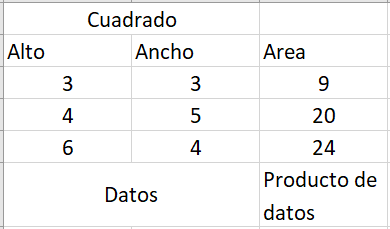 Cuadrado
Alto Ancho Area
3 3 9
4 5 20
6 4 24
Datos Producto de
datos